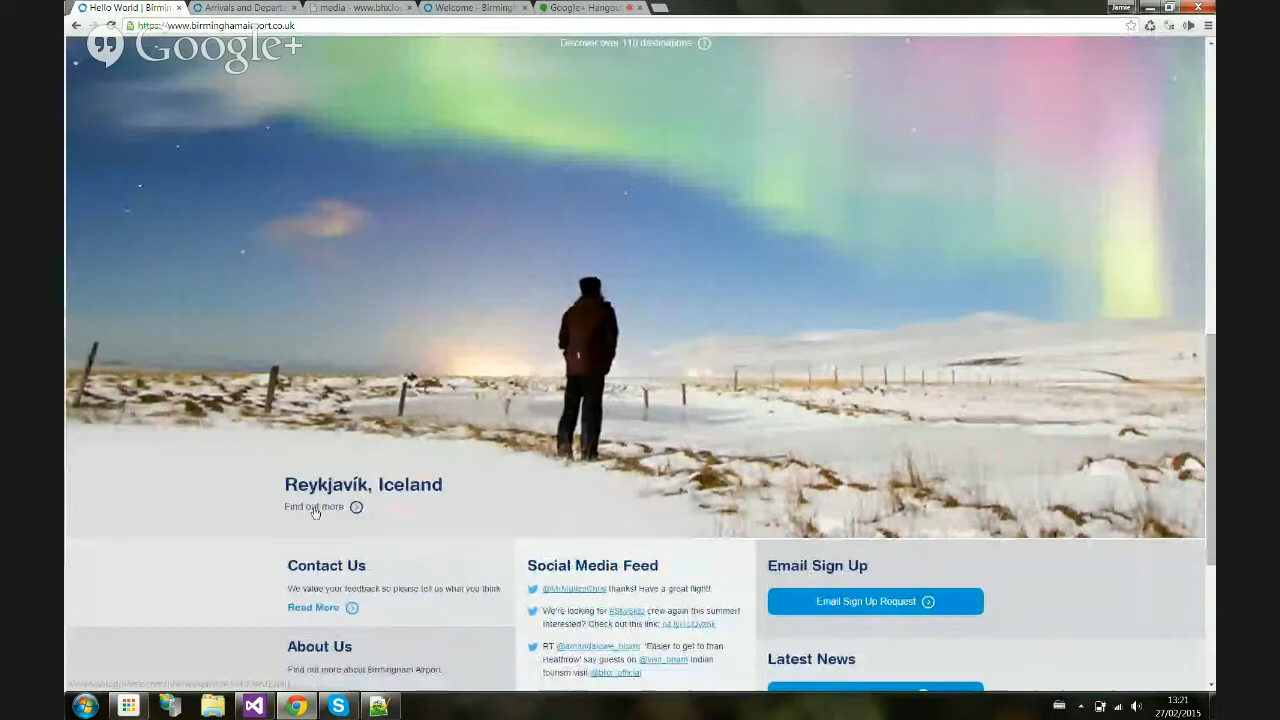 Hello World | Birmin
Arrivals and Depart
media - www.bhx.lo
Welcome - Birmingh
Google+ Hangout
Jamie
https://www.birminghamairport.co.uk
Google+
Discover over 110 destinations
Reykjavík, Iceland
Find out more
Contact Us
We value your feedback so please tell us what you think
Read More
About Us
Find out more about Birmingham Airport
Social Media Feed
thanks! Have a great flight!
We're looking for crew again this summer!
Interested? Check out this link:
RT 'Easier to get to than
Heathrow' say guests on Indian
tourism visit @bhx_official
Email Sign Up
Email Sign Up Request
Latest News
13:21
27/02/2015